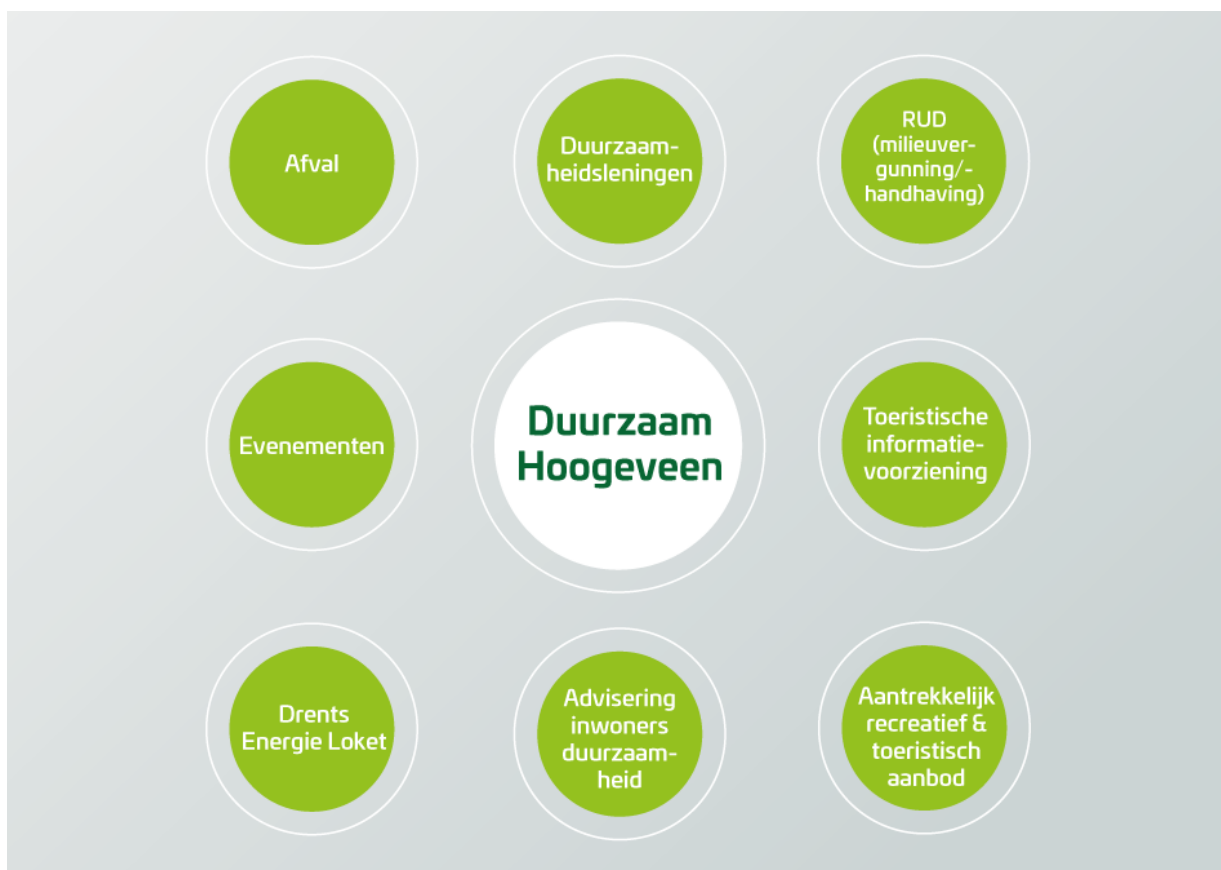 Afval
Duurzaam-
heidsleningen
RUD
(milieuver-
gunning/-
handhaving)
Evenementen
Duurzaam
Hoogeveen
Toeristische
informatie-
voorziening
Drents
Energie Loket
Advisering
inwoners
duurzaam-
heid
Aantrekkelijk
recreatief &
toeristisch
aanbod